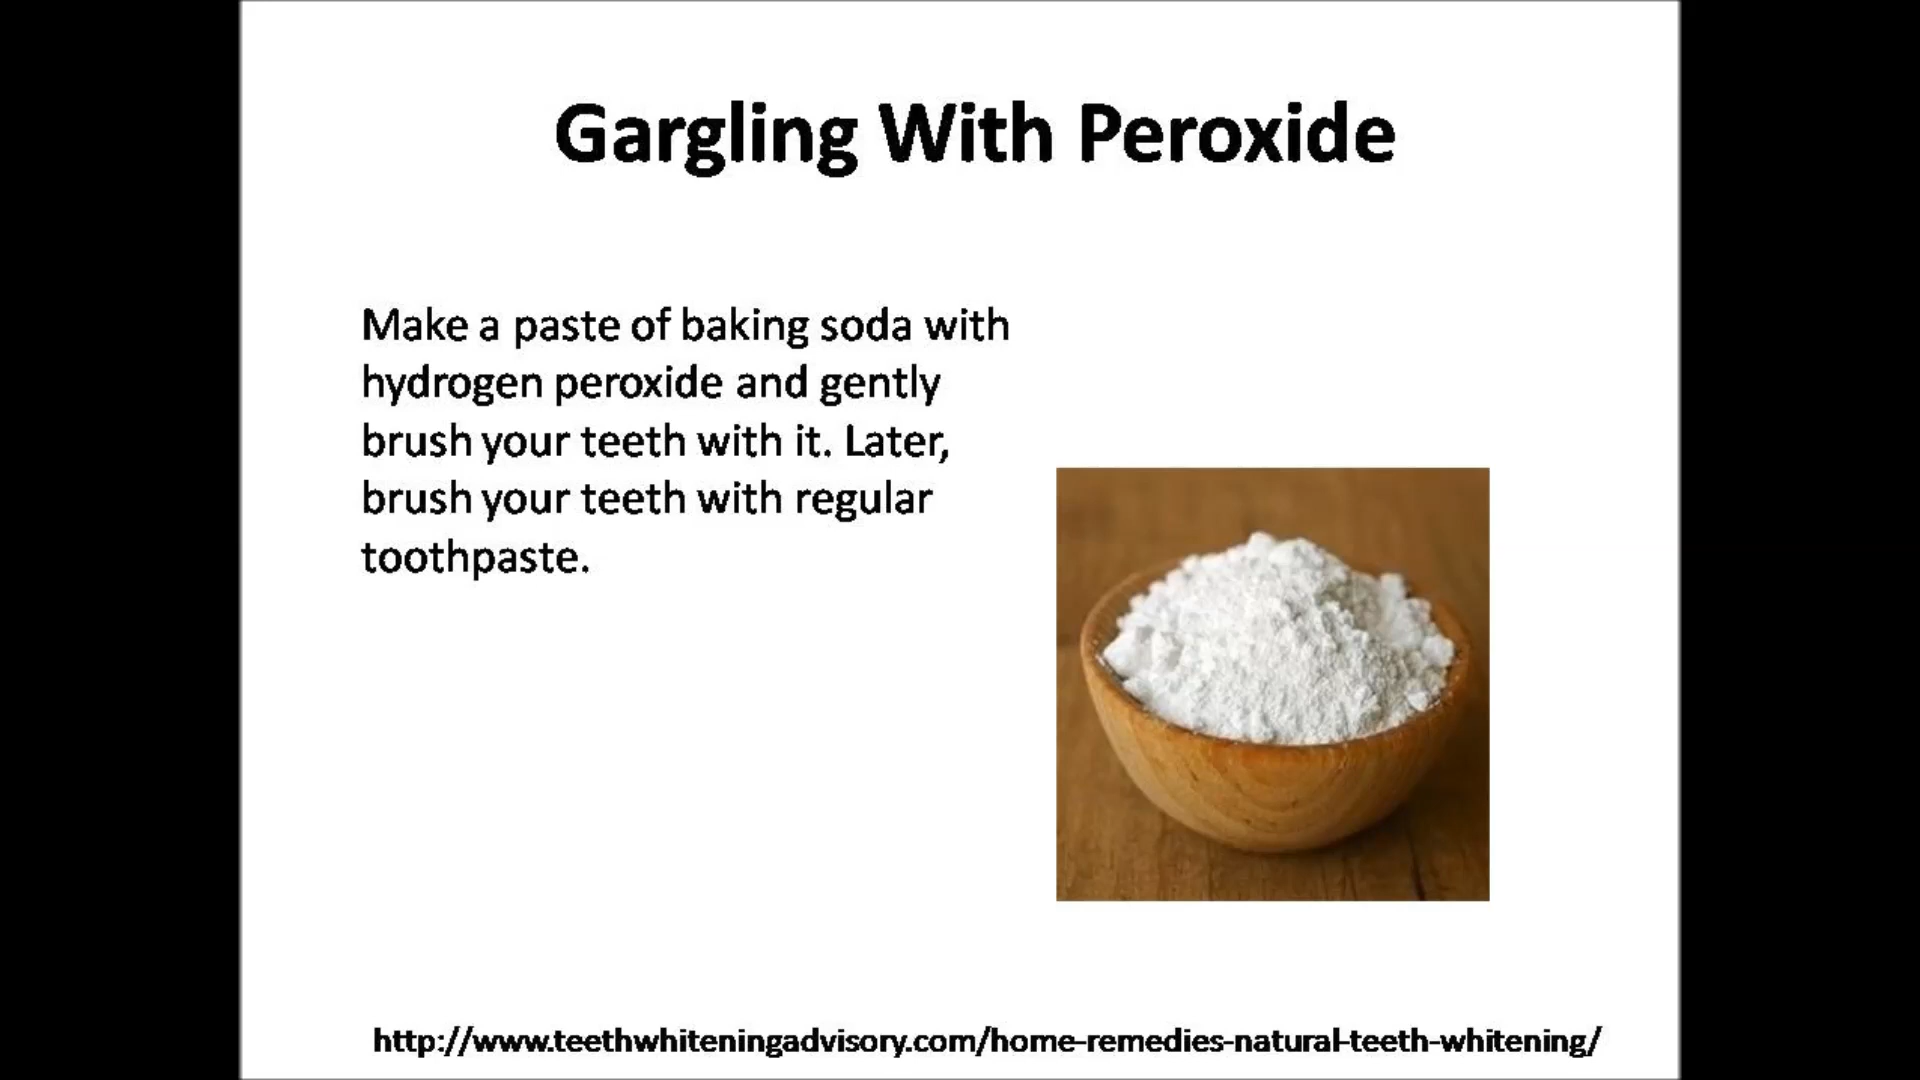 Gargling With Peroxide
Make a paste of baking soda with
hydrogen peroxide and gently
brush your teeth with it. Later,
brush your teeth with regular
toothpaste.
http://www.teethwhiteningadvisory.com/home-remedies-natural-teeth-whitening/